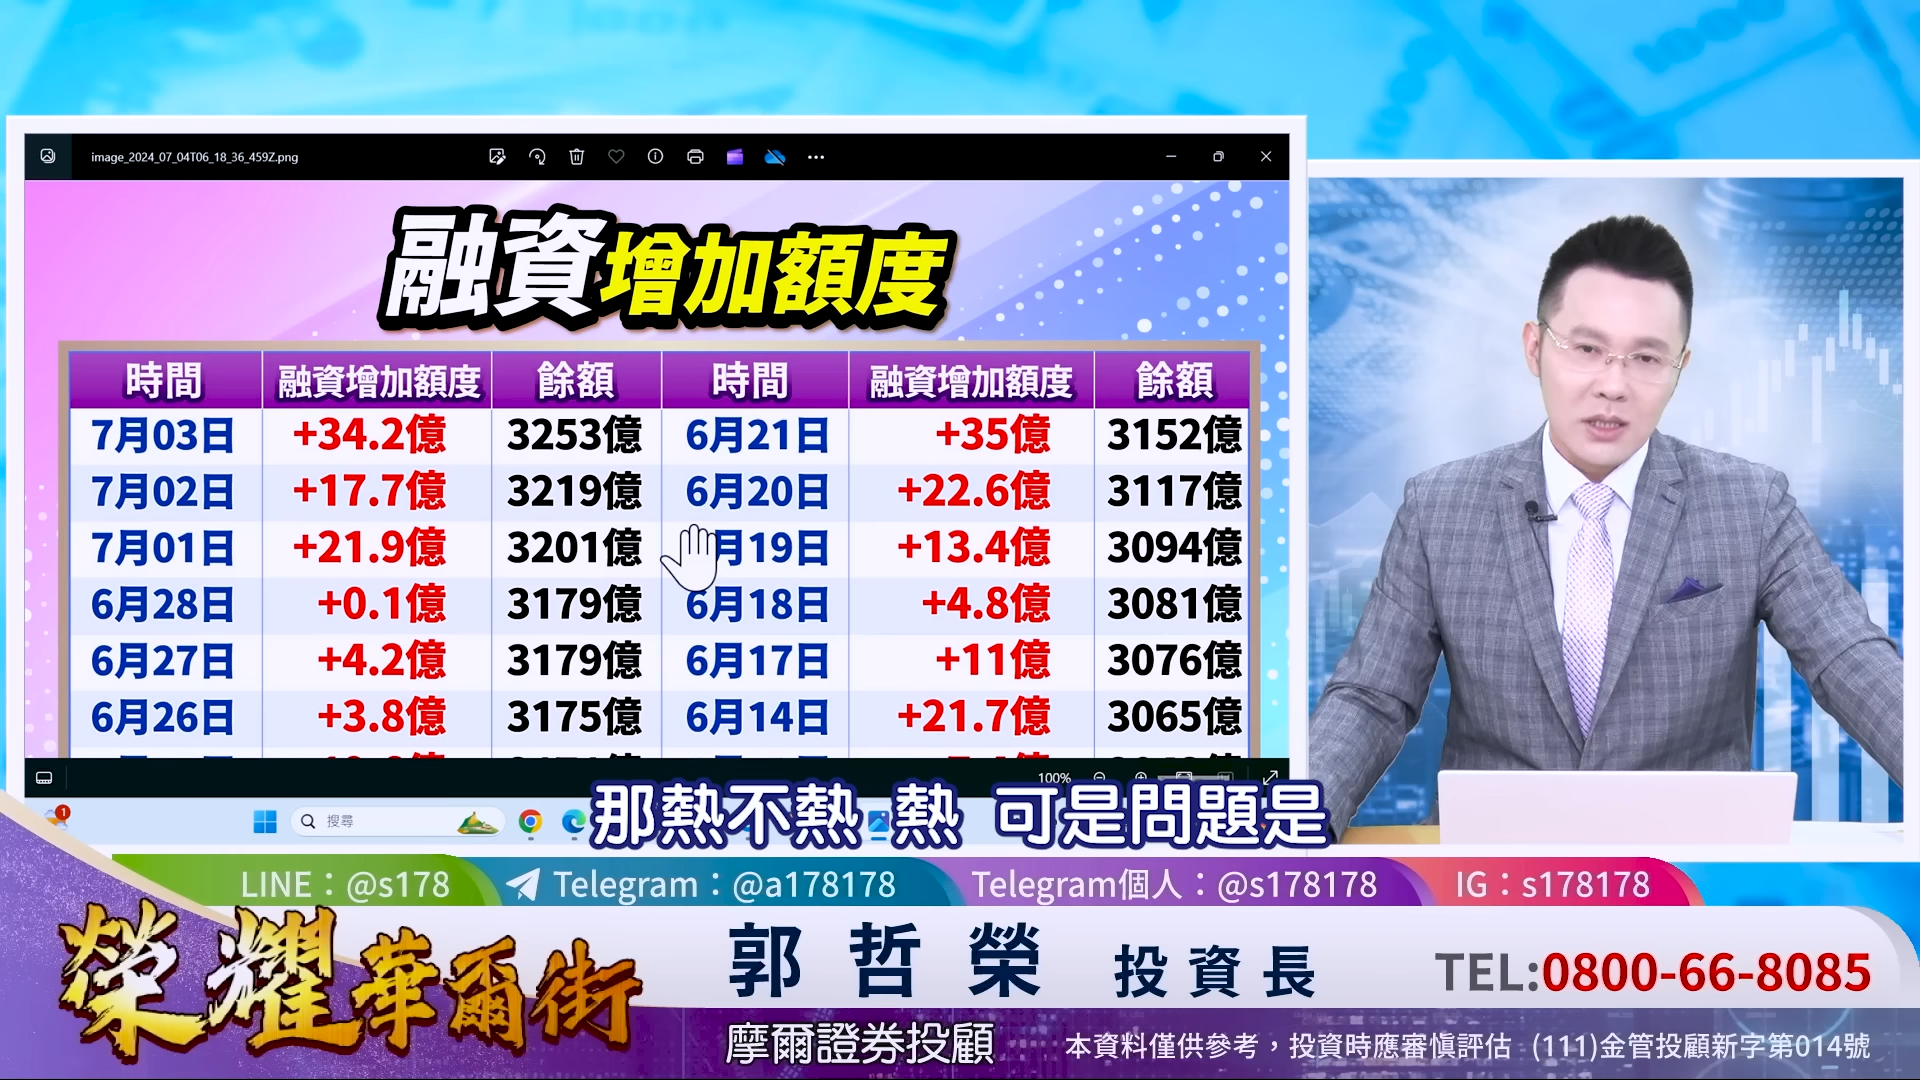 image_2024_07_04T06_18_36_459Z.png
融資增加額度
時間 融資增加額度 餘額 時間 融資增加額度 餘額
7月03日 +34.2億 3253億 6月21日 +35億 3152億
7月02日 +17.7億 3219億 6月20日 +22.6億 3117億
7月01日 +21.9億 3201億 月19日 +13.4億 3094億
6月28日 +0.1億 3179億 6月18日 +4.8億 3081億
6月27日 +4.2億 3179億 6月17日 +11億 3076億
6月26日 +3.8億 3175億 6月14日 +21.7億 3065億
100%
1
搜尋
那熱不熱 熱 可是問題是
LINE：@s178 Telegram：@a178178 Telegram個人：@s178178 IG：s178178
榮耀華爾街
郭哲榮 投資長 TEL:0800-66-8085
摩爾證券投顧 本資料僅供參考，投資時應審慎評估 (111)金管投顧新字第014號